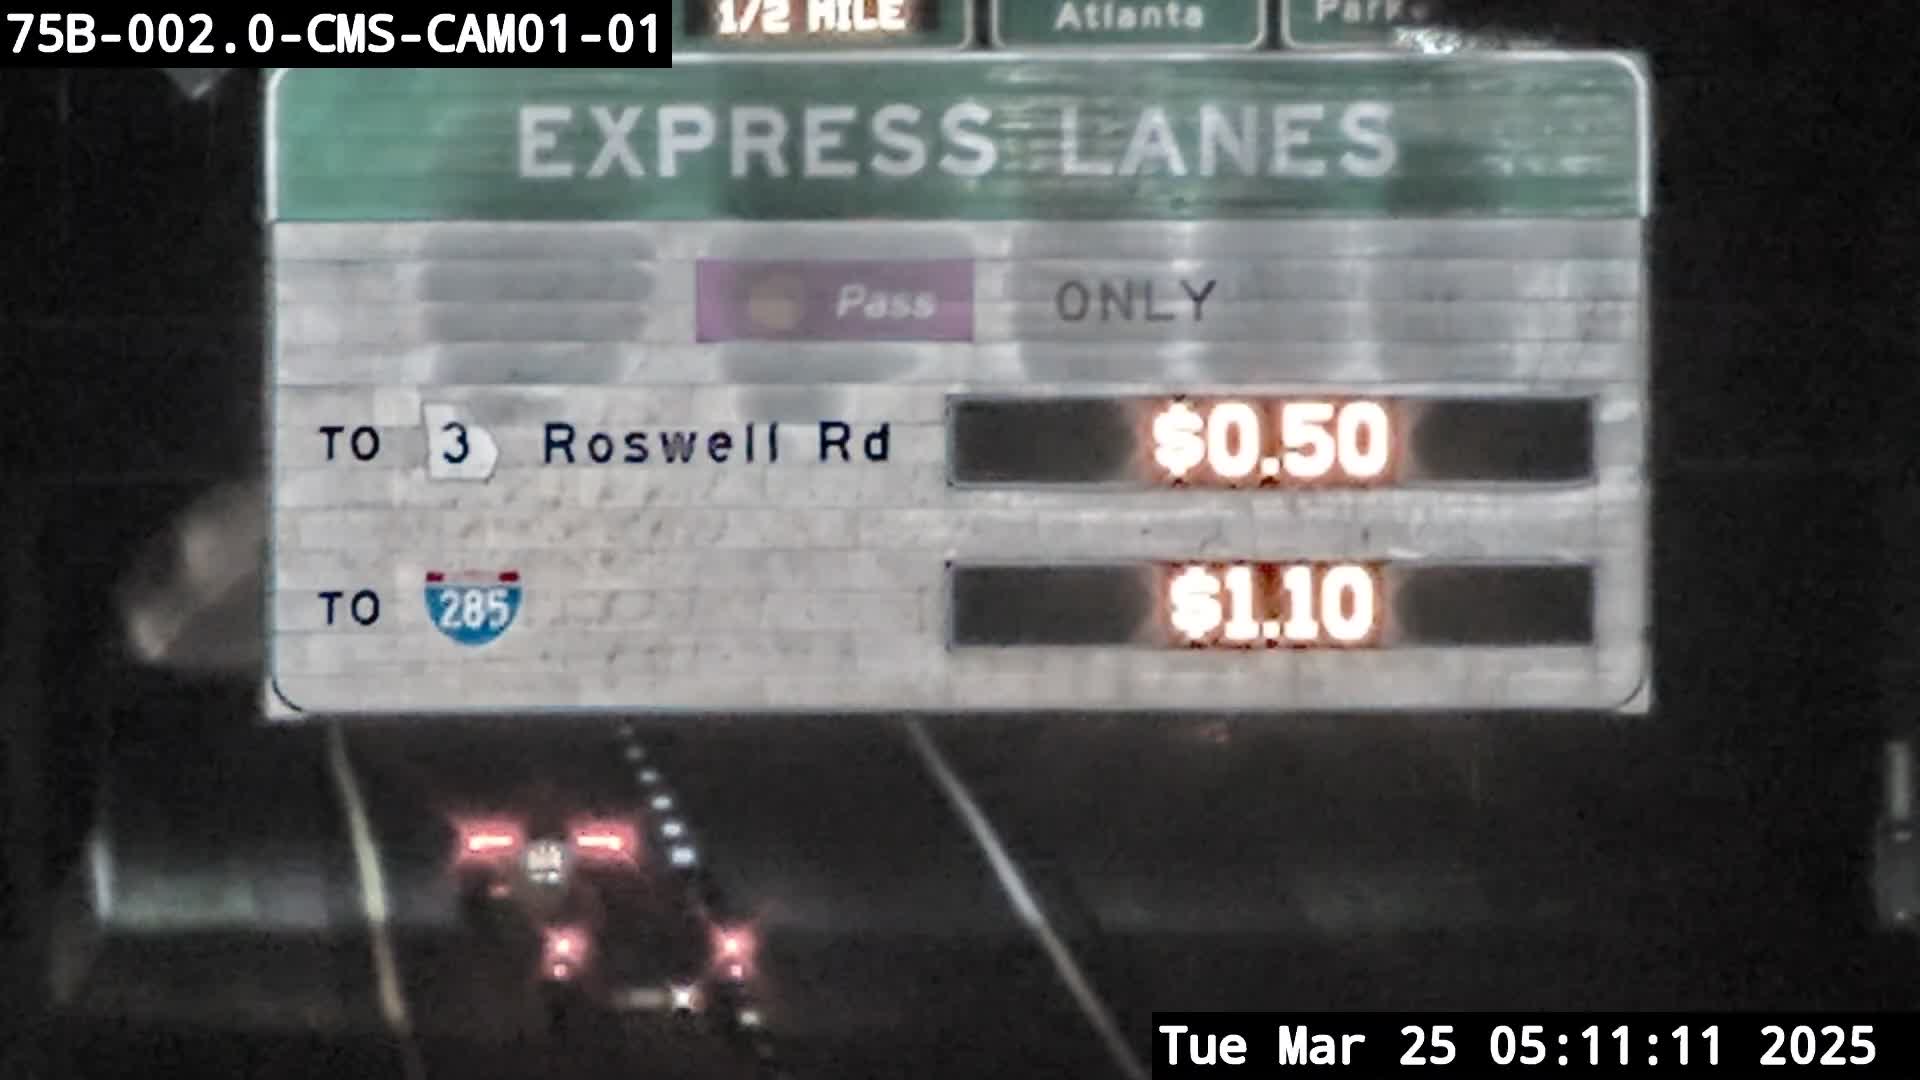 75B-002.0-CMS-CAM01-01
1/2 MILE
Atlanta
EXPRESS LANES
Pass ONLY
TO 3 Roswell Rd $0.50
TO 285 $1.10
Tue Mar 25 05:11:11 2025